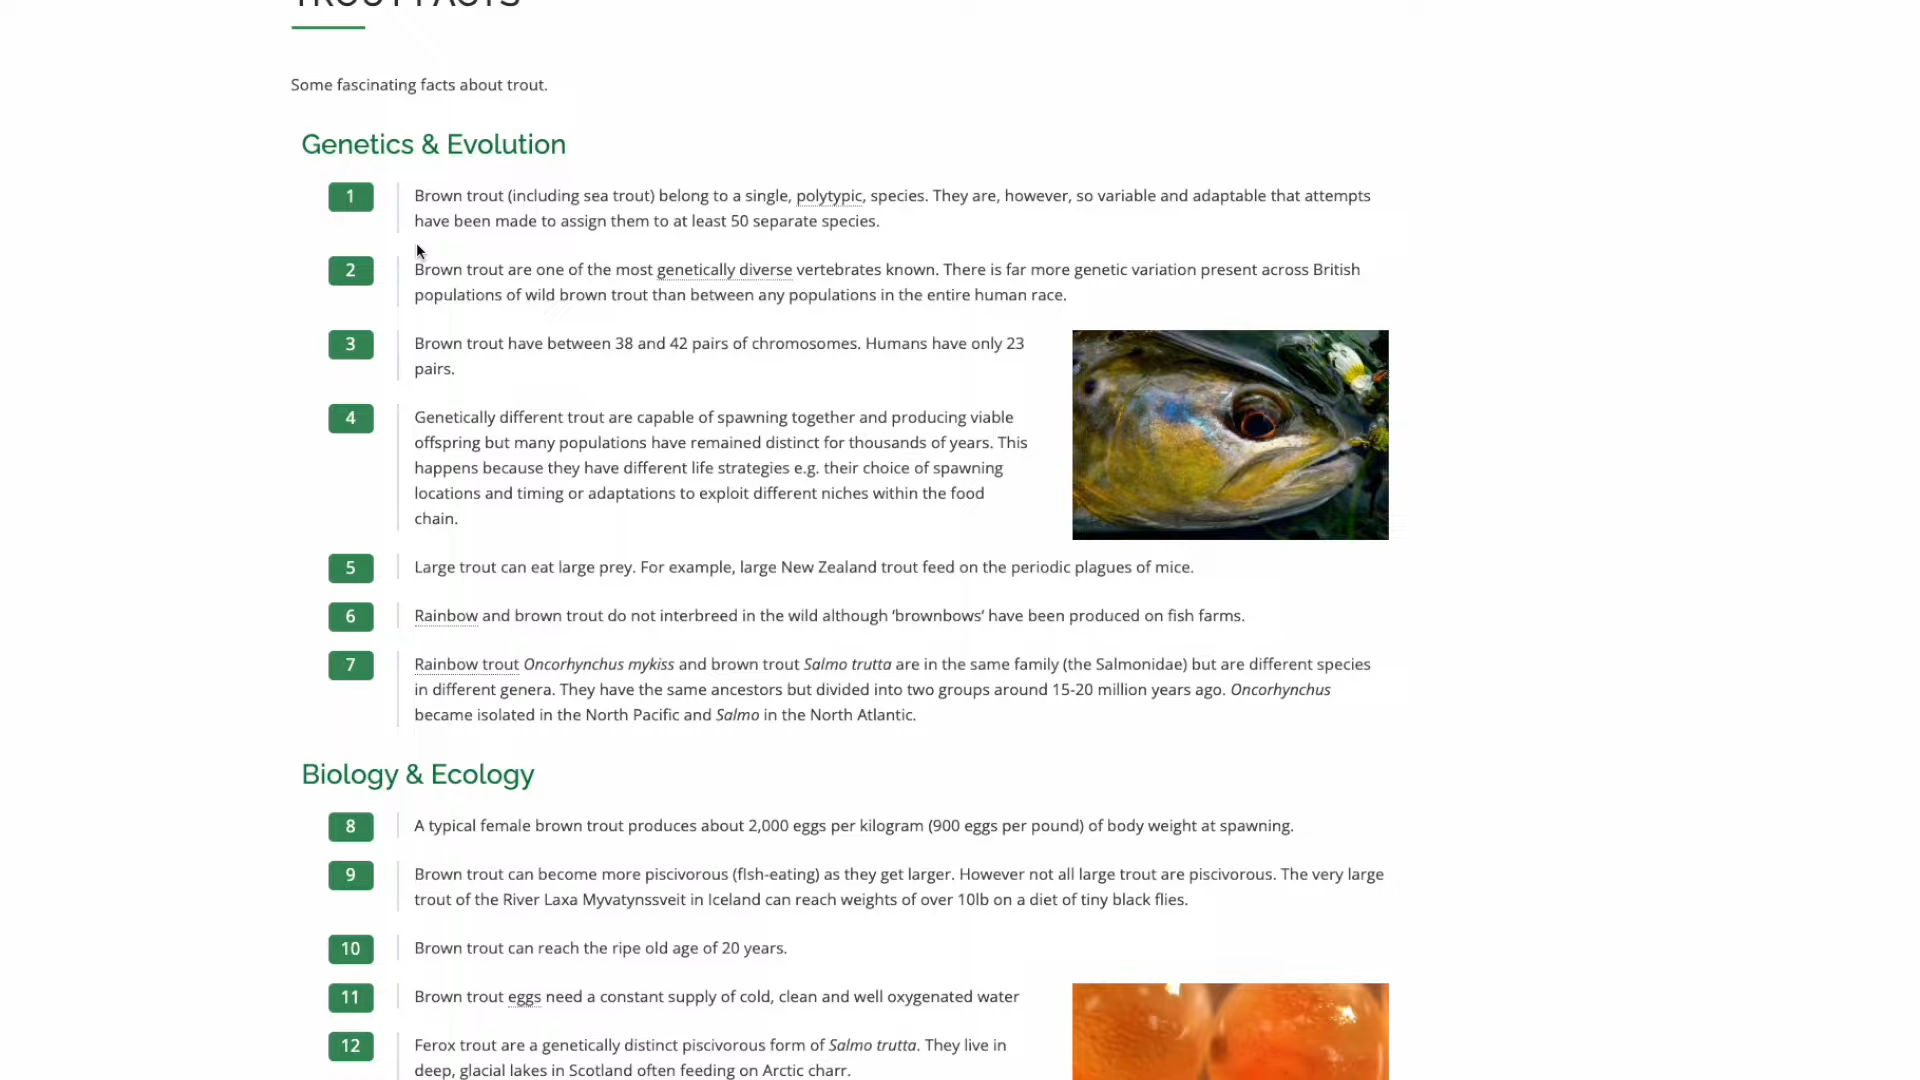 TROUT FACTS
Some fascinating facts about trout.
Genetics & Evolution
1
Brown trout (including sea trout) belong to a single, polytypic, species. They are, however, so variable and adaptable that attempts
have been made to assign them to at least 50 separate species.
2
Brown trout are one of the most genetically diverse vertebrates known. There is far more genetic variation present across British
populations of wild brown trout than between any populations in the entire human race.
3
Brown trout have between 38 and 42 pairs of chromosomes. Humans have only 23
pairs.
4
Genetically different trout are capable of spawning together and producing viable
offspring but many populations have remained distinct for thousands of years. This
happens because they have different life strategies e.g. their choice of spawning
locations and timing or adaptations to exploit different niches within the food
chain.
5
Large trout can eat large prey. For example, large New Zealand trout feed on the periodic plagues of mice.
6
Rainbow and brown trout do not interbreed in the wild although ‘brownbows’ have been produced on fish farms.
7
Rainbow trout Oncorhynchus mykiss and brown trout Salmo trutta are in the same family (the Salmonidae) but are different species
in different genera. They have the same ancestors but divided into two groups around 15-20 million years ago. Oncorhynchus
became isolated in the North Pacific and Salmo in the North Atlantic.
Biology & Ecology
8
A typical female brown trout produces about 2,000 eggs per kilogram (900 eggs per pound) of body weight at spawning.
9
Brown trout can become more piscivorous (fish-eating) as they get larger. However not all large trout are piscivorous. The very large
trout of the River Laxa Myvatynssveit in Iceland can reach weights of over 10lb on a diet of tiny black flies.
10
Brown trout can reach the ripe old age of 20 years.
11
Brown trout eggs need a constant supply of cold, clean and well oxygenated water
12
Ferox trout are a genetically distinct piscivorous form of Salmo trutta. They live in
deep, glacial lakes in Scotland often feeding on Arctic charr.